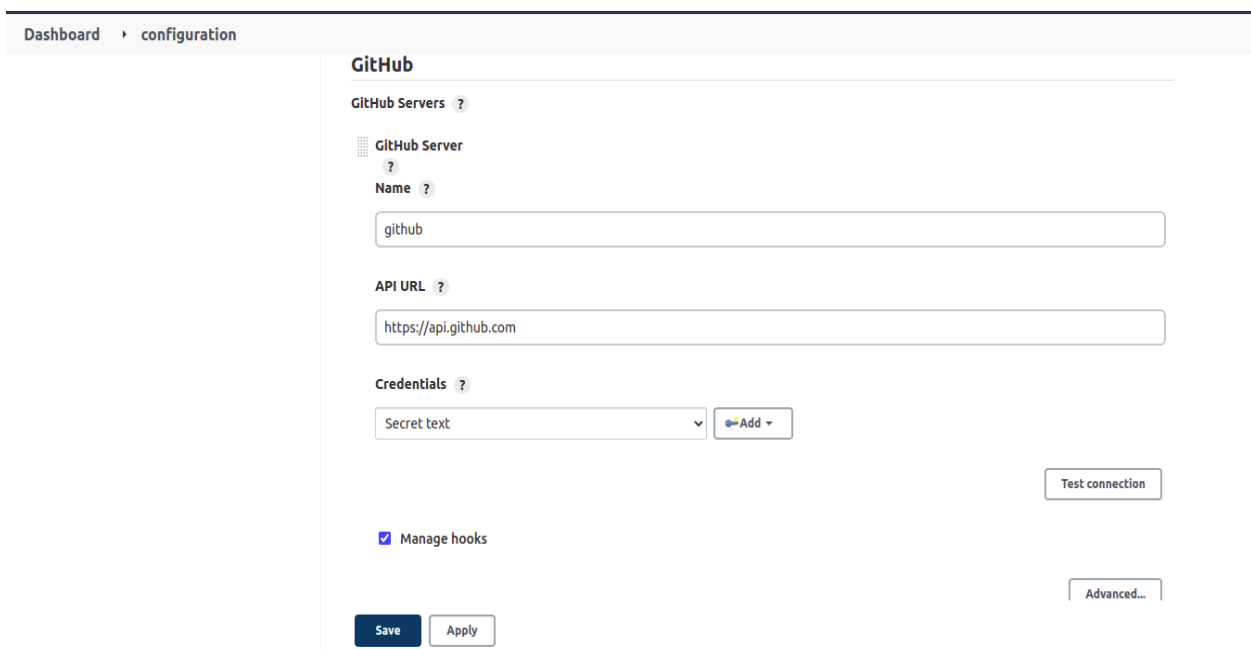 Dashboard ‣ configuration
GitHub
GitHub Servers ?
GitHub Server
?
Name ?
github
API URL ?
https://api.github.com
Credentials ?
Secret text Add
Test connection
Manage hooks
Advanced...
Save Apply